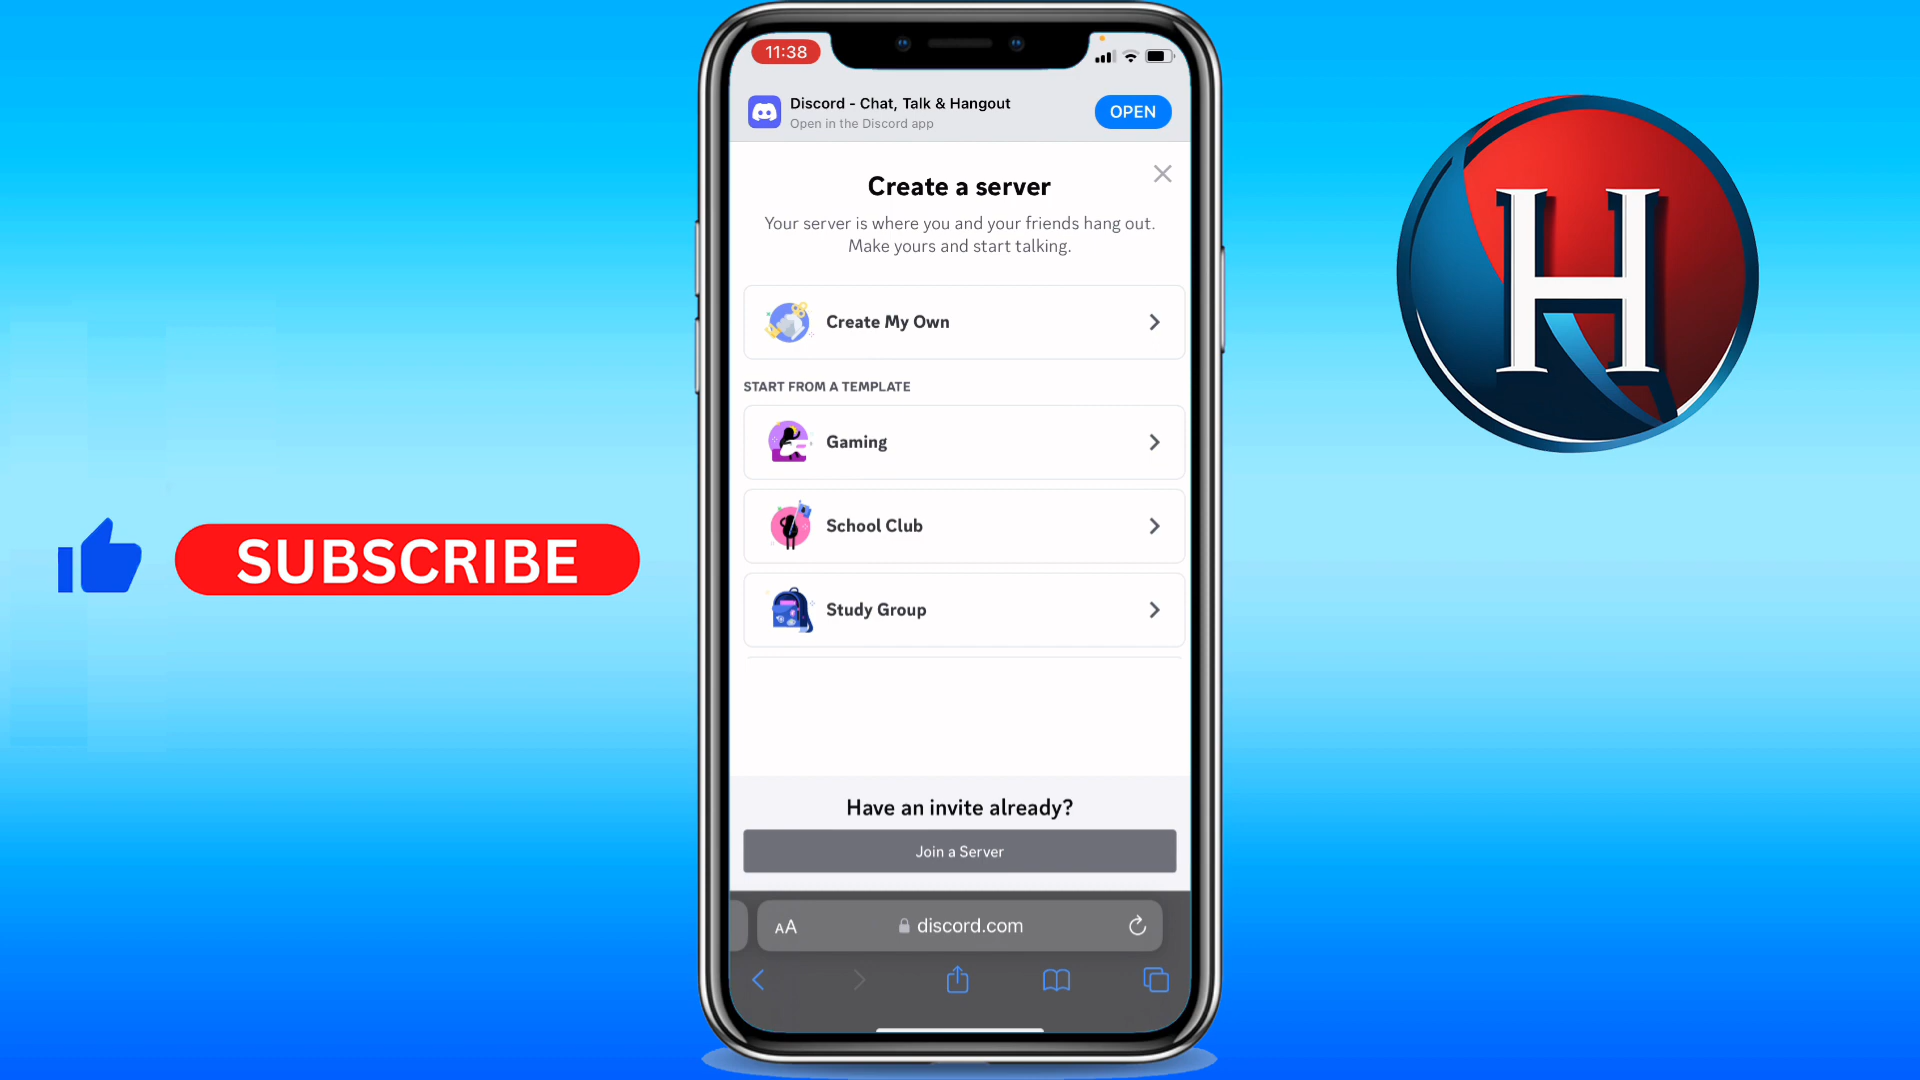 11:38
Discord - Chat, Talk & Hangout
Open in the Discord app
OPEN
Create a server
Your server is where you and your friends hang out.
Make yours and start talking.
Create My Own
START FROM A TEMPLATE
Gaming
School Club
Study Group
Have an invite already?
Join a Server
AA
discord.com
SUBSCRIBE
H